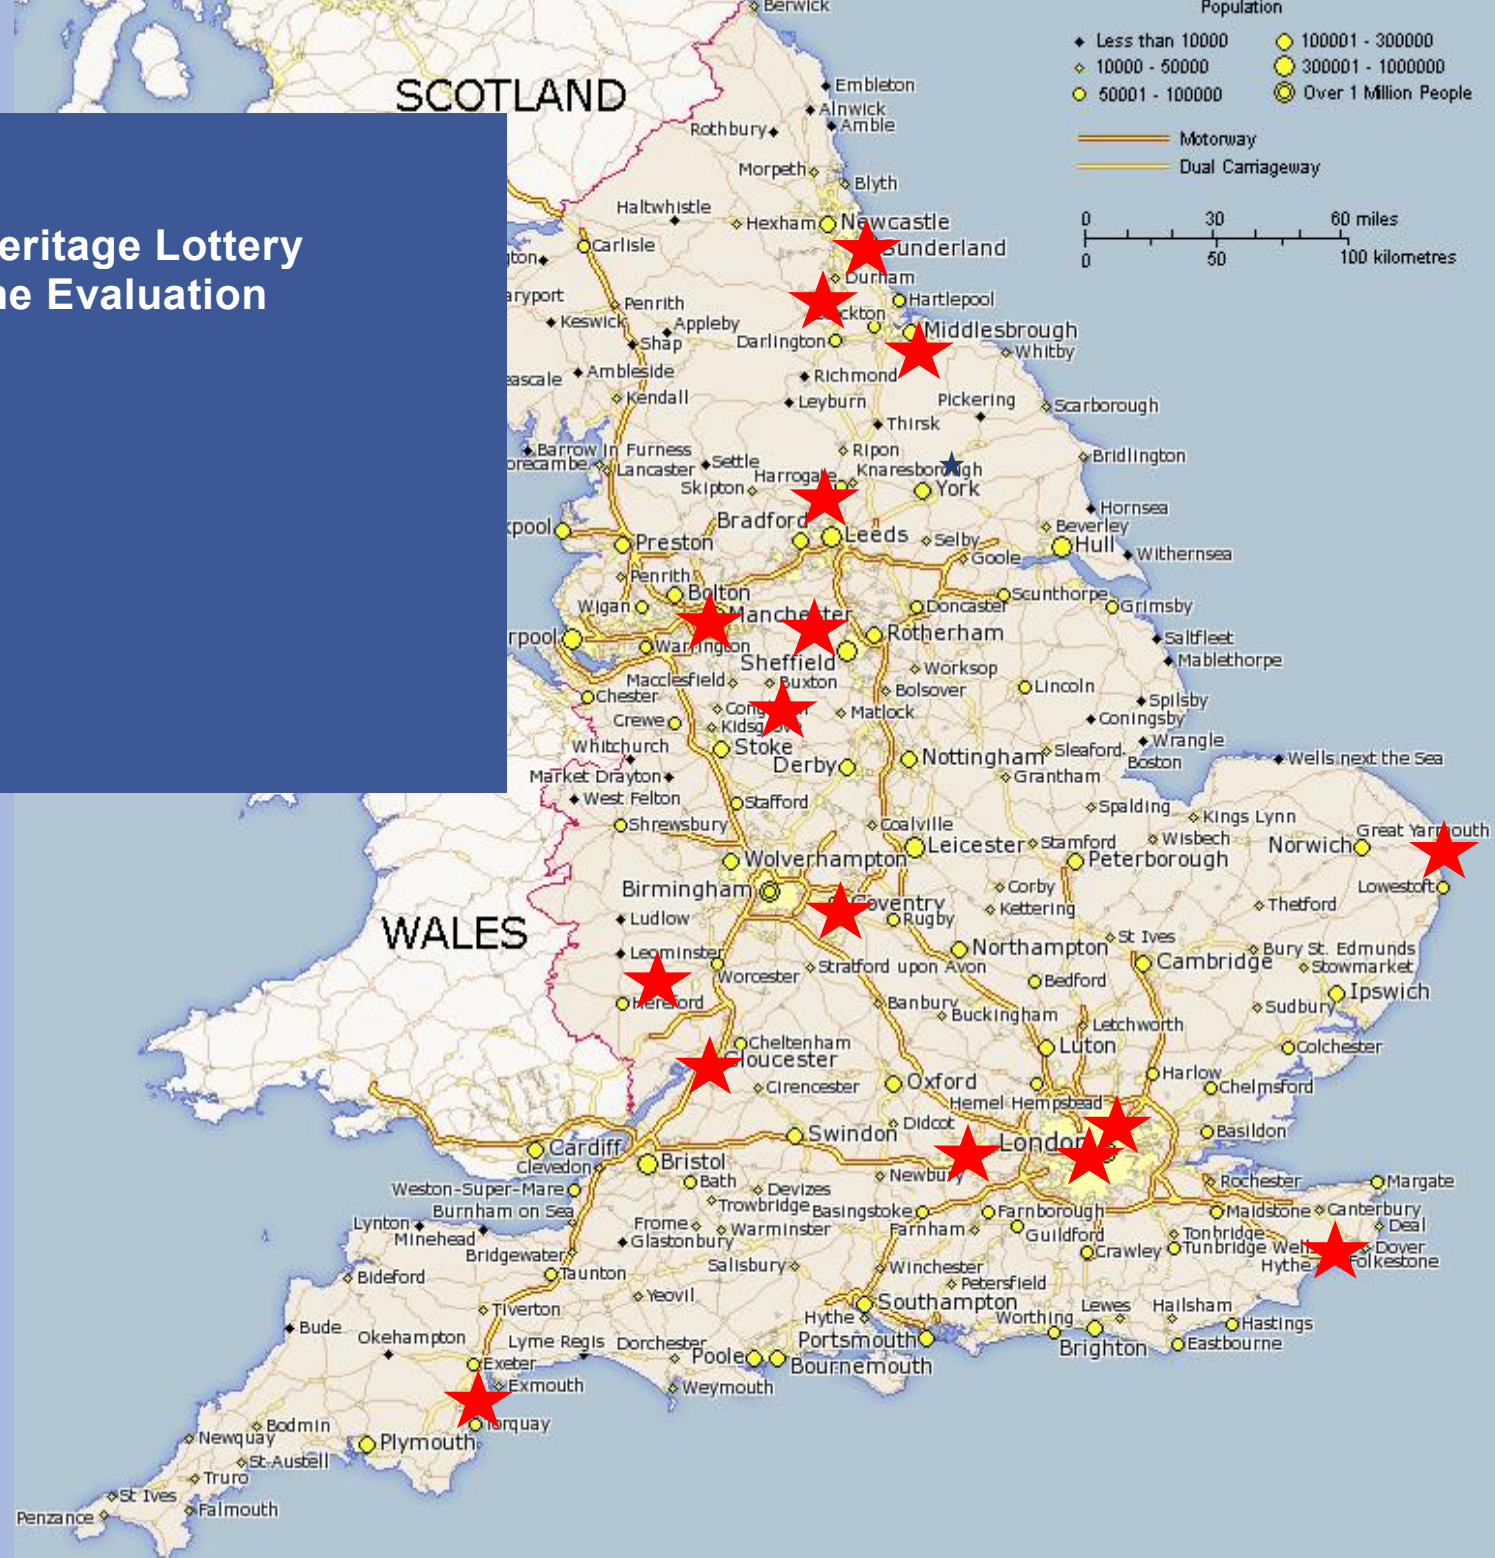 Berwick
Population
Less than 10000
100001 - 300000
10000 - 50000
300001 - 1000000
50001 - 100000
Over 1 Million People
Motorway
Dual Carriageway
0 30 60 miles
0 50 100 kilometres
SCOTLAND
Embleton
Alnwick
Rothbury
Amble
Morpeth
Blyth
Haltwhistle
Hexham
Newcastle
eritage Lottery
ne Evaluation
Carlisle
Sunderland
gton
Durham
aryport
Penrith
Hartlepool
Keswick
Appleby
ckton
Middlesbrough
Shap
Darlington
Whitby
eascale
Ambleside
Richmond
Kendall
Leyburn
Pickering
Scarborough
Thirsk
Barrow In Furness
Ripon
Bridlington
orecambe
Lancaster
Settle
Harrogate
Knaresborough
Skipton
York
Hornsea
kpool
Bradford
Beverley
Preston
Leeds
Selby
Hull
Goole
Withernsea
Penrith
Bolton
Scunthorpe
Wigan
Manchester
Doncaster
Grimsby
rpool
Warrington
Rotherham
Saltfleet
Sheffield
Mablethorpe
Macclesfield
Buxton
Worksop
Chester
Bolsover
Lincoln
Spilsby
Cong
Matlock
Coningsby
Crewe
Kidsgrove
Whitchurch
Stoke
Nottingham
Sleaford
Wrangle
Derby
Boston
Wells next the Sea
Market Drayton
Grantham
West Felton
Stafford
Spalding
Kings Lynn
Shrewsbury
Coalville
Great Yarmouth
Leicester
Stamford
Wisbech
Norwich
Wolverhampton
Peterborough
Birmingham
Corby
Lowestoft
Coventry
Kettering
Thetford
Ludlow
Rugby
WALES
St Ives
Leominster
Northampton
Bury St. Edmunds
Worcester
Stratford upon Avon
Cambridge
Stowmarket
Bedford
Ipswich
Hereford
Banbury
Buckingham
Sudbury
Letchworth
Cheltenham
Luton
Colchester
Gloucester
Harlow
Cirencester
Oxford
Chelmsford
Hemel Hempstead
Didcot
Swindon
London
Basildon
Cardiff
Bristol
Clevedon
Newbury
Bath
Rochester
Margate
Weston-Super-Mare
Devizes
Burnham on Sea
Trowbridge
Basingstoke
Farnborough
Maidstone
Canterbury
Lynton
Frome
Warminster
Farnham
Guildford
Tonbridge
Deal
Minehead
Glastonbury
Bridgewater
Crawley
Tunbridge Wells
Dover
Salisbury
Winchester
Hythe
Folkestone
Bideford
Taunton
Petersfield
Yeovil
Southampton
Tiverton
Hythe
Worthing
Lewes
Hailsham
Bude
Hastings
Okehampton
Lyme Regis
Dorchester
Portsmouth
Brighton
Eastbourne
Exeter
Poole
Bournemouth
Exmouth
Weymouth
Bodmin
Torquay
Newquay
Plymouth
St Austell
Truro
St Ives
Falmouth
Penzance